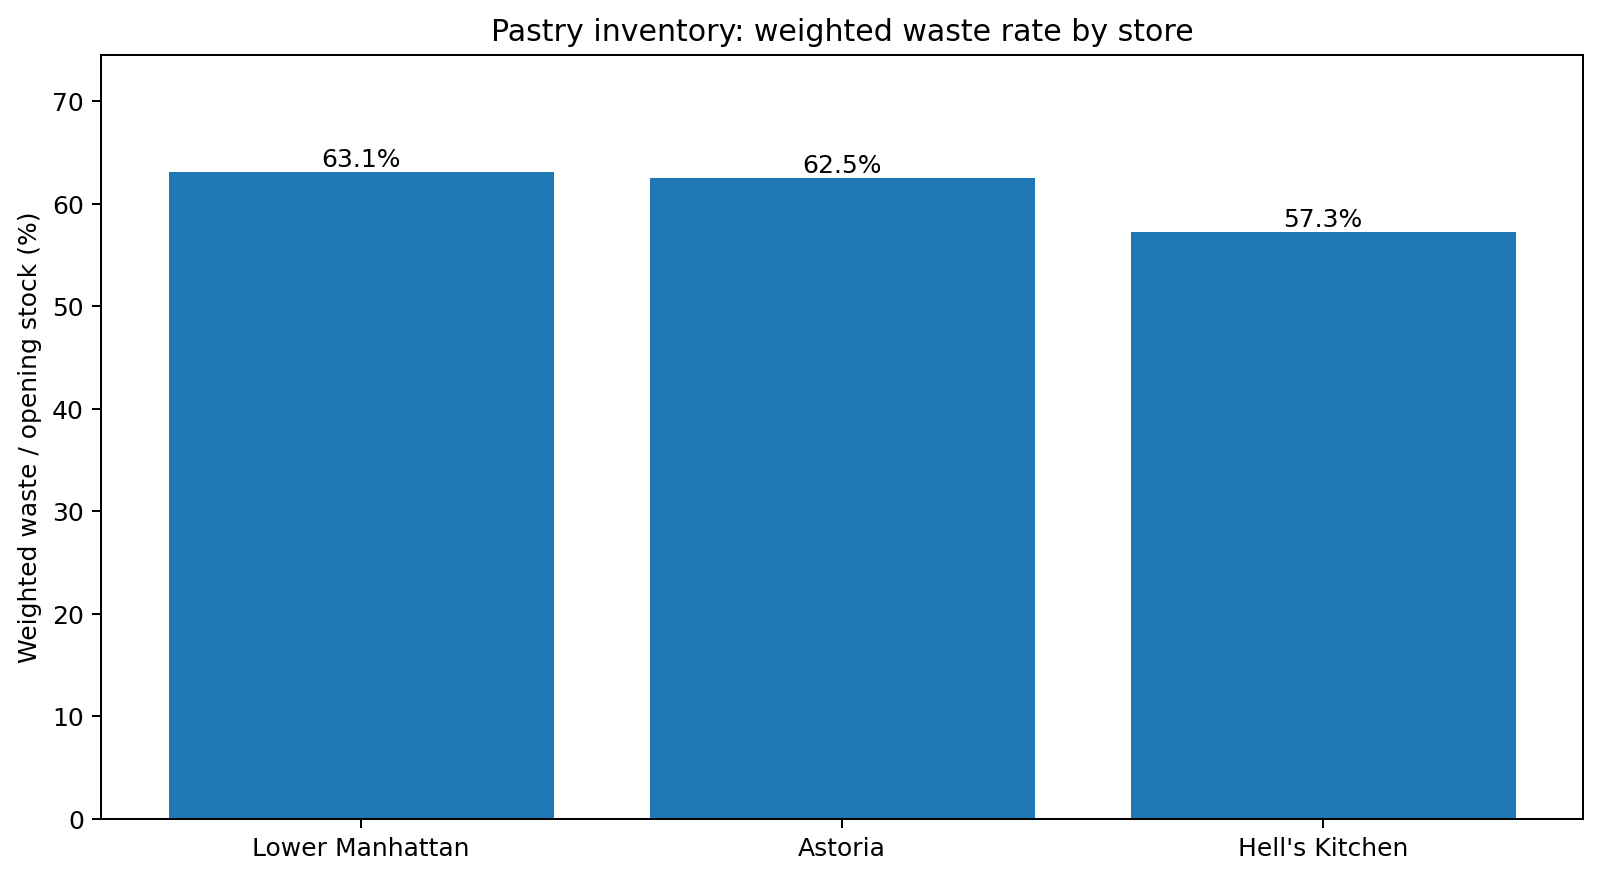 Pastry inventory: weighted waste rate by store
Weighted waste / opening stock (%)
70
60
50
40
30
20
10
0
63.1%
62.5%
57.3%
Lower Manhattan
Astoria
Hell's Kitchen